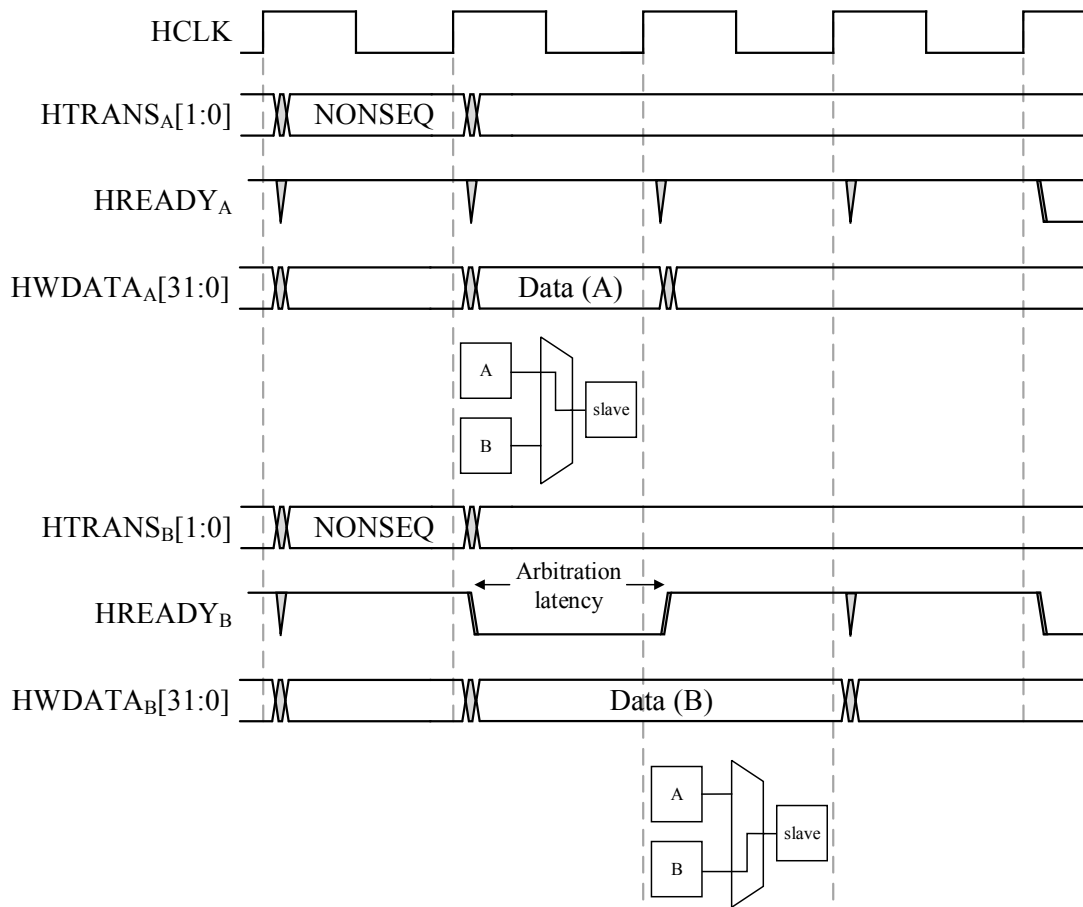 HCLK
HTRANSA[1:0] NONSEQ
HREADYA
HWDATAA[31:0] Data (A)
A
slave
B
HTRANSB[1:0] NONSEQ
Arbitration
latency
HREADYB
HWDATAB[31:0] Data (B)
A
slave
B